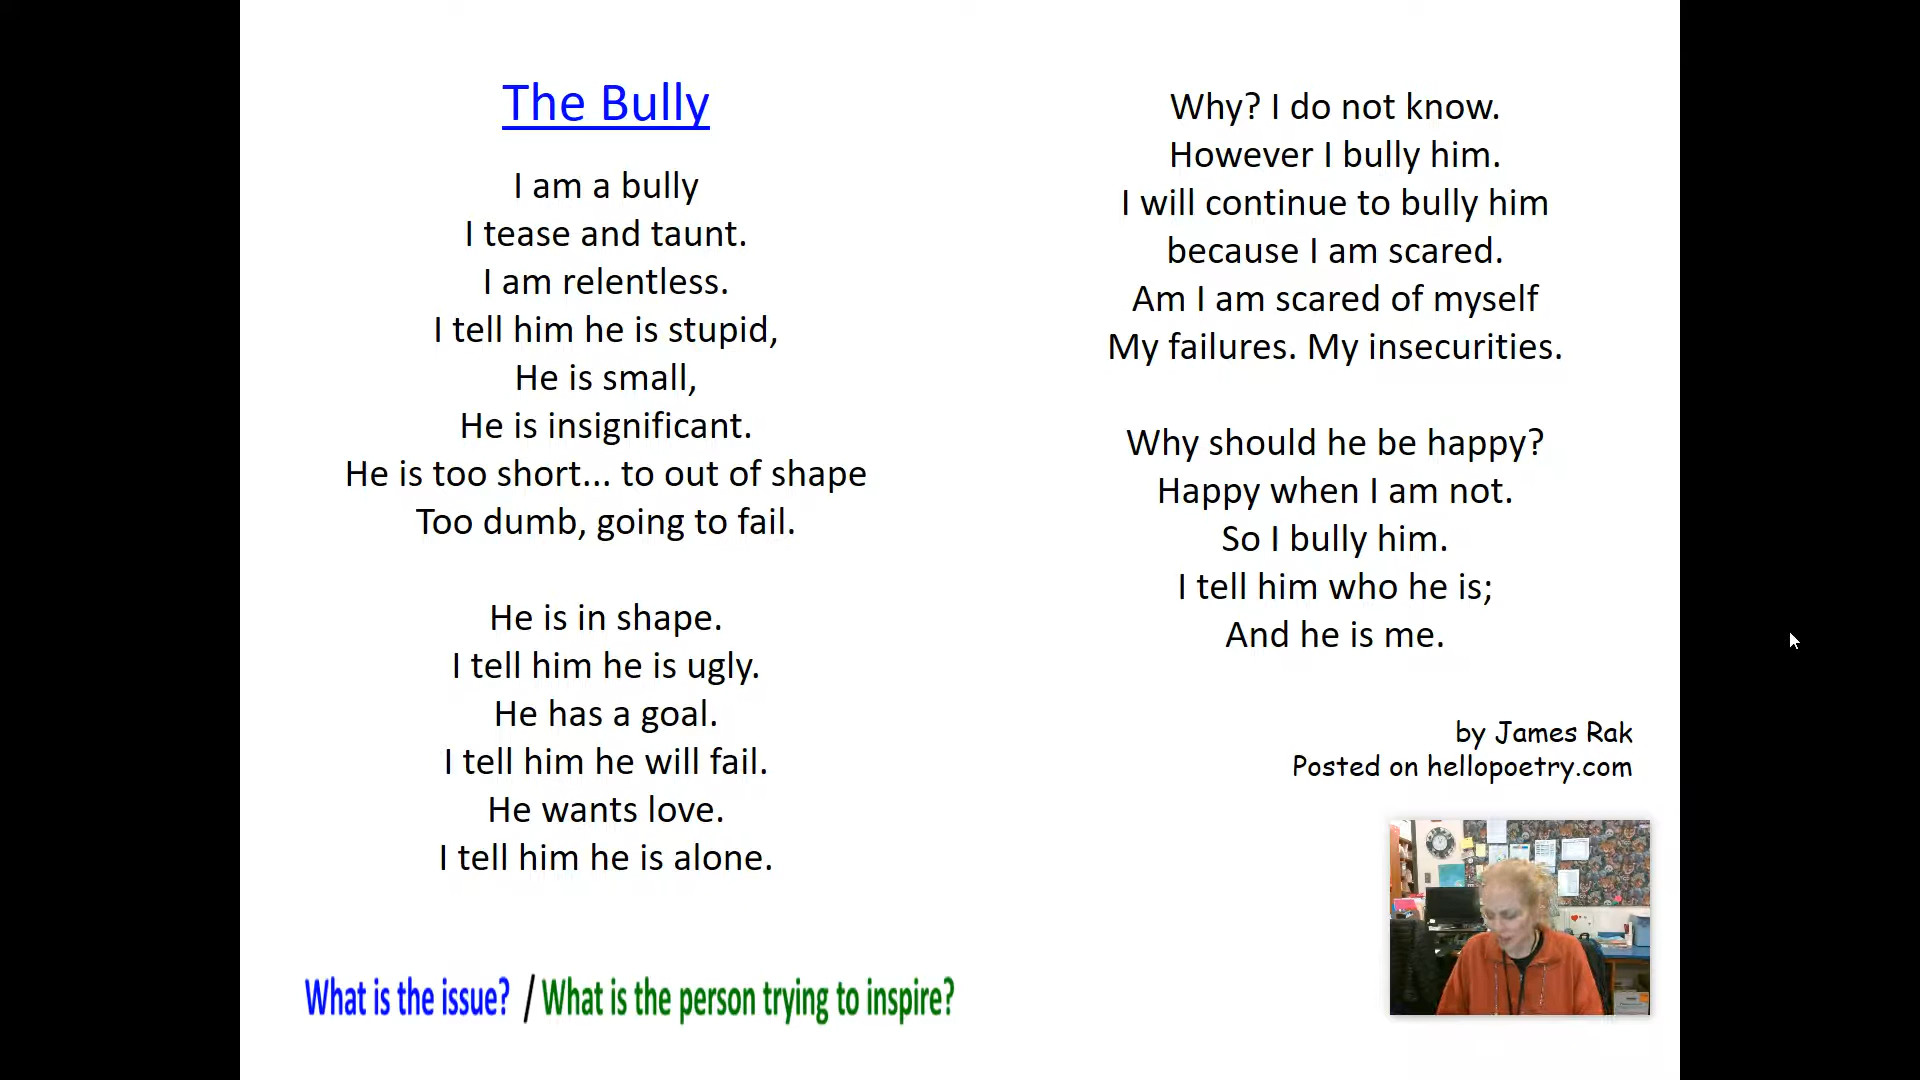 The Bully
I am a bully
I tease and taunt.
I am relentless.
I tell him he is stupid,
He is small,
He is insignificant.
He is too short... to out of shape
Too dumb, going to fail.
He is in shape.
I tell him he is ugly.
He has a goal.
I tell him he will fail.
He wants love.
I tell him he is alone.
Why? I do not know.
However I bully him.
I will continue to bully him
because I am scared.
Am I am scared of myself
My failures. My insecurities.
Why should he be happy?
Happy when I am not.
So I bully him.
I tell him who he is;
And he is me.
by James Rak
Posted on hellopoetry.com
What is the issue? / What is the person trying to inspire?